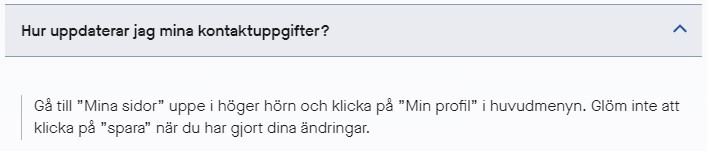 Hur uppdaterar jag mina kontaktuppgifter?
Gå till ”Mina sidor” uppe i höger hörn och klicka på ”Min profil” i huvudmenyn. Glöm inte att
klicka på ”spara” när du har gjort dina ändringar.